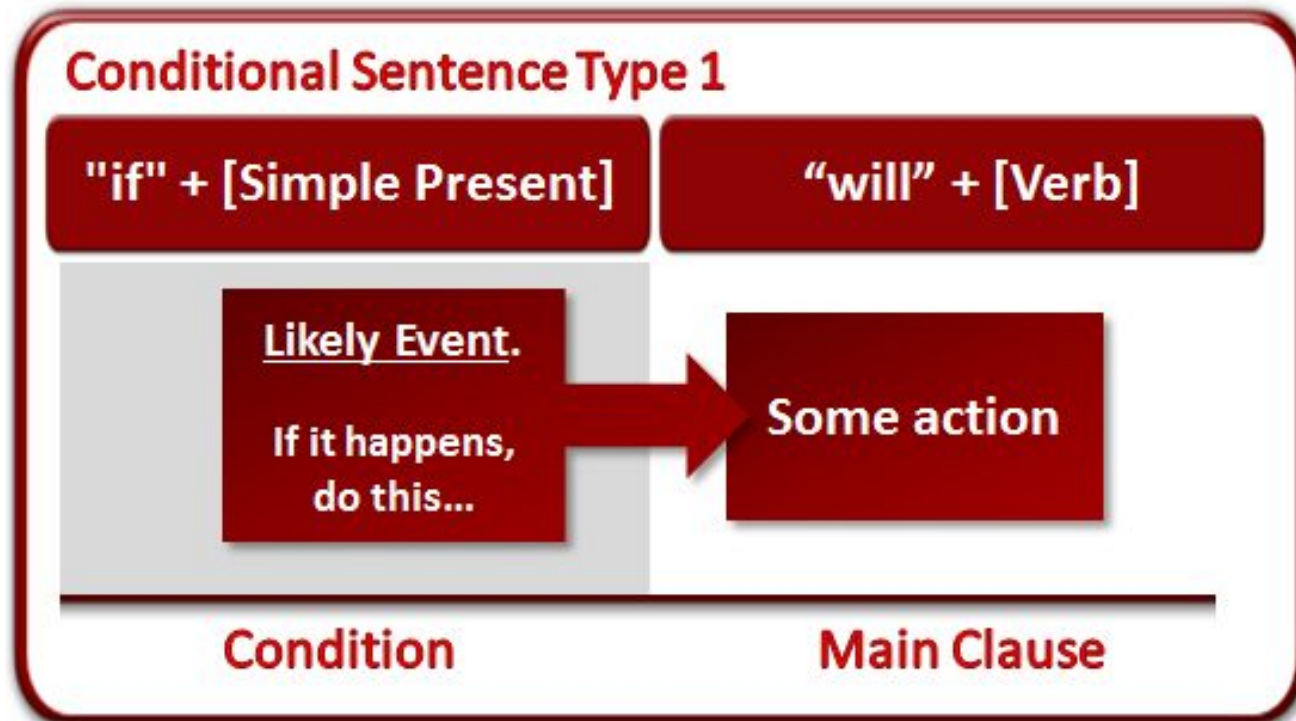 Conditional Sentence Type 1
"if" + [Simple Present]
“will” + [Verb]
Likely Event.
If it happens,
do this...
Some action
Condition
Main Clause